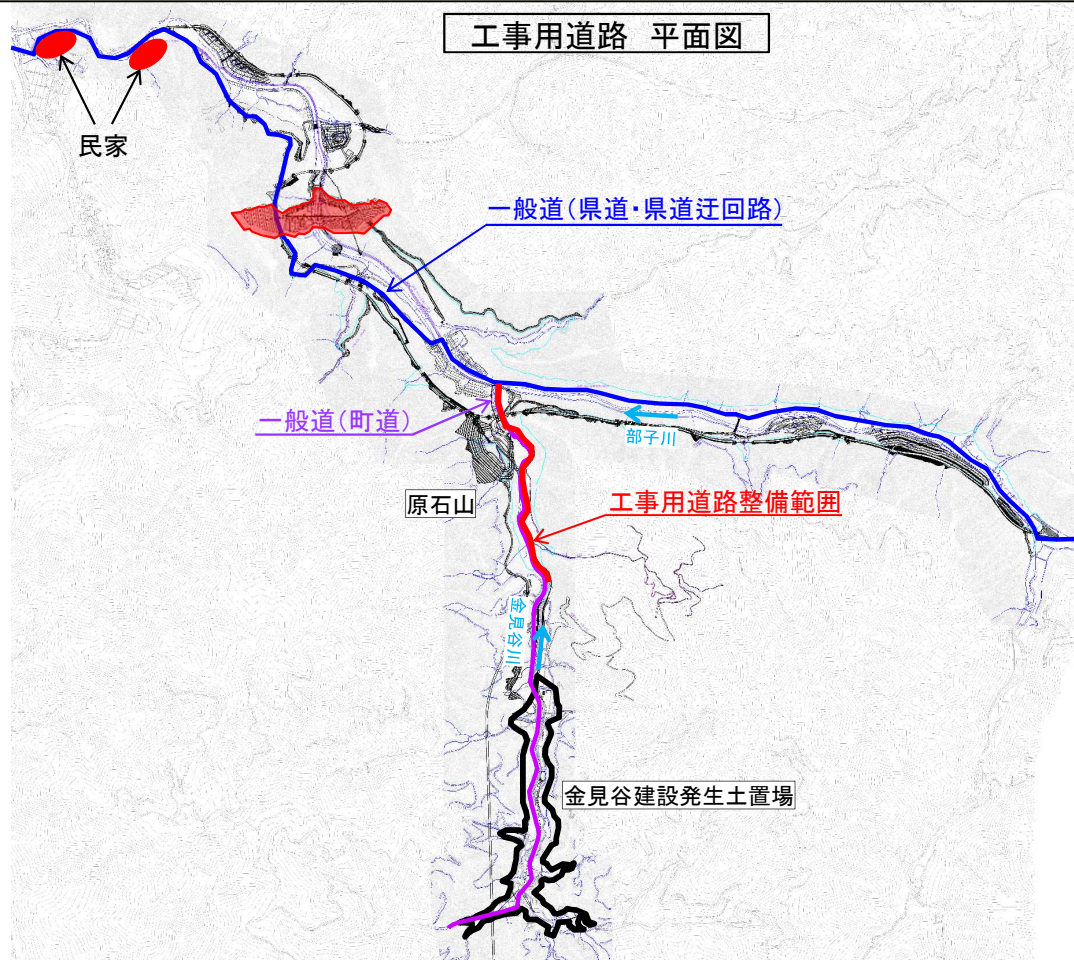 工事用道路 平面図
民家
一般道(県道・県道迂回路)
一般道(町道)
部子川
原石山
工事用道路整備範囲
金見谷川
金見谷建設発生土置場